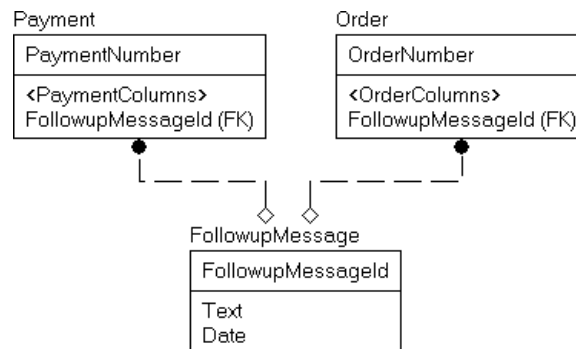 Payment
PaymentNumber
<PaymentColumns>
FollowupMessageId (FK)
Order
OrderNumber
<OrderColumns>
FollowupMessageId (FK)
FollowupMessage
FollowupMessageId
Text
Date